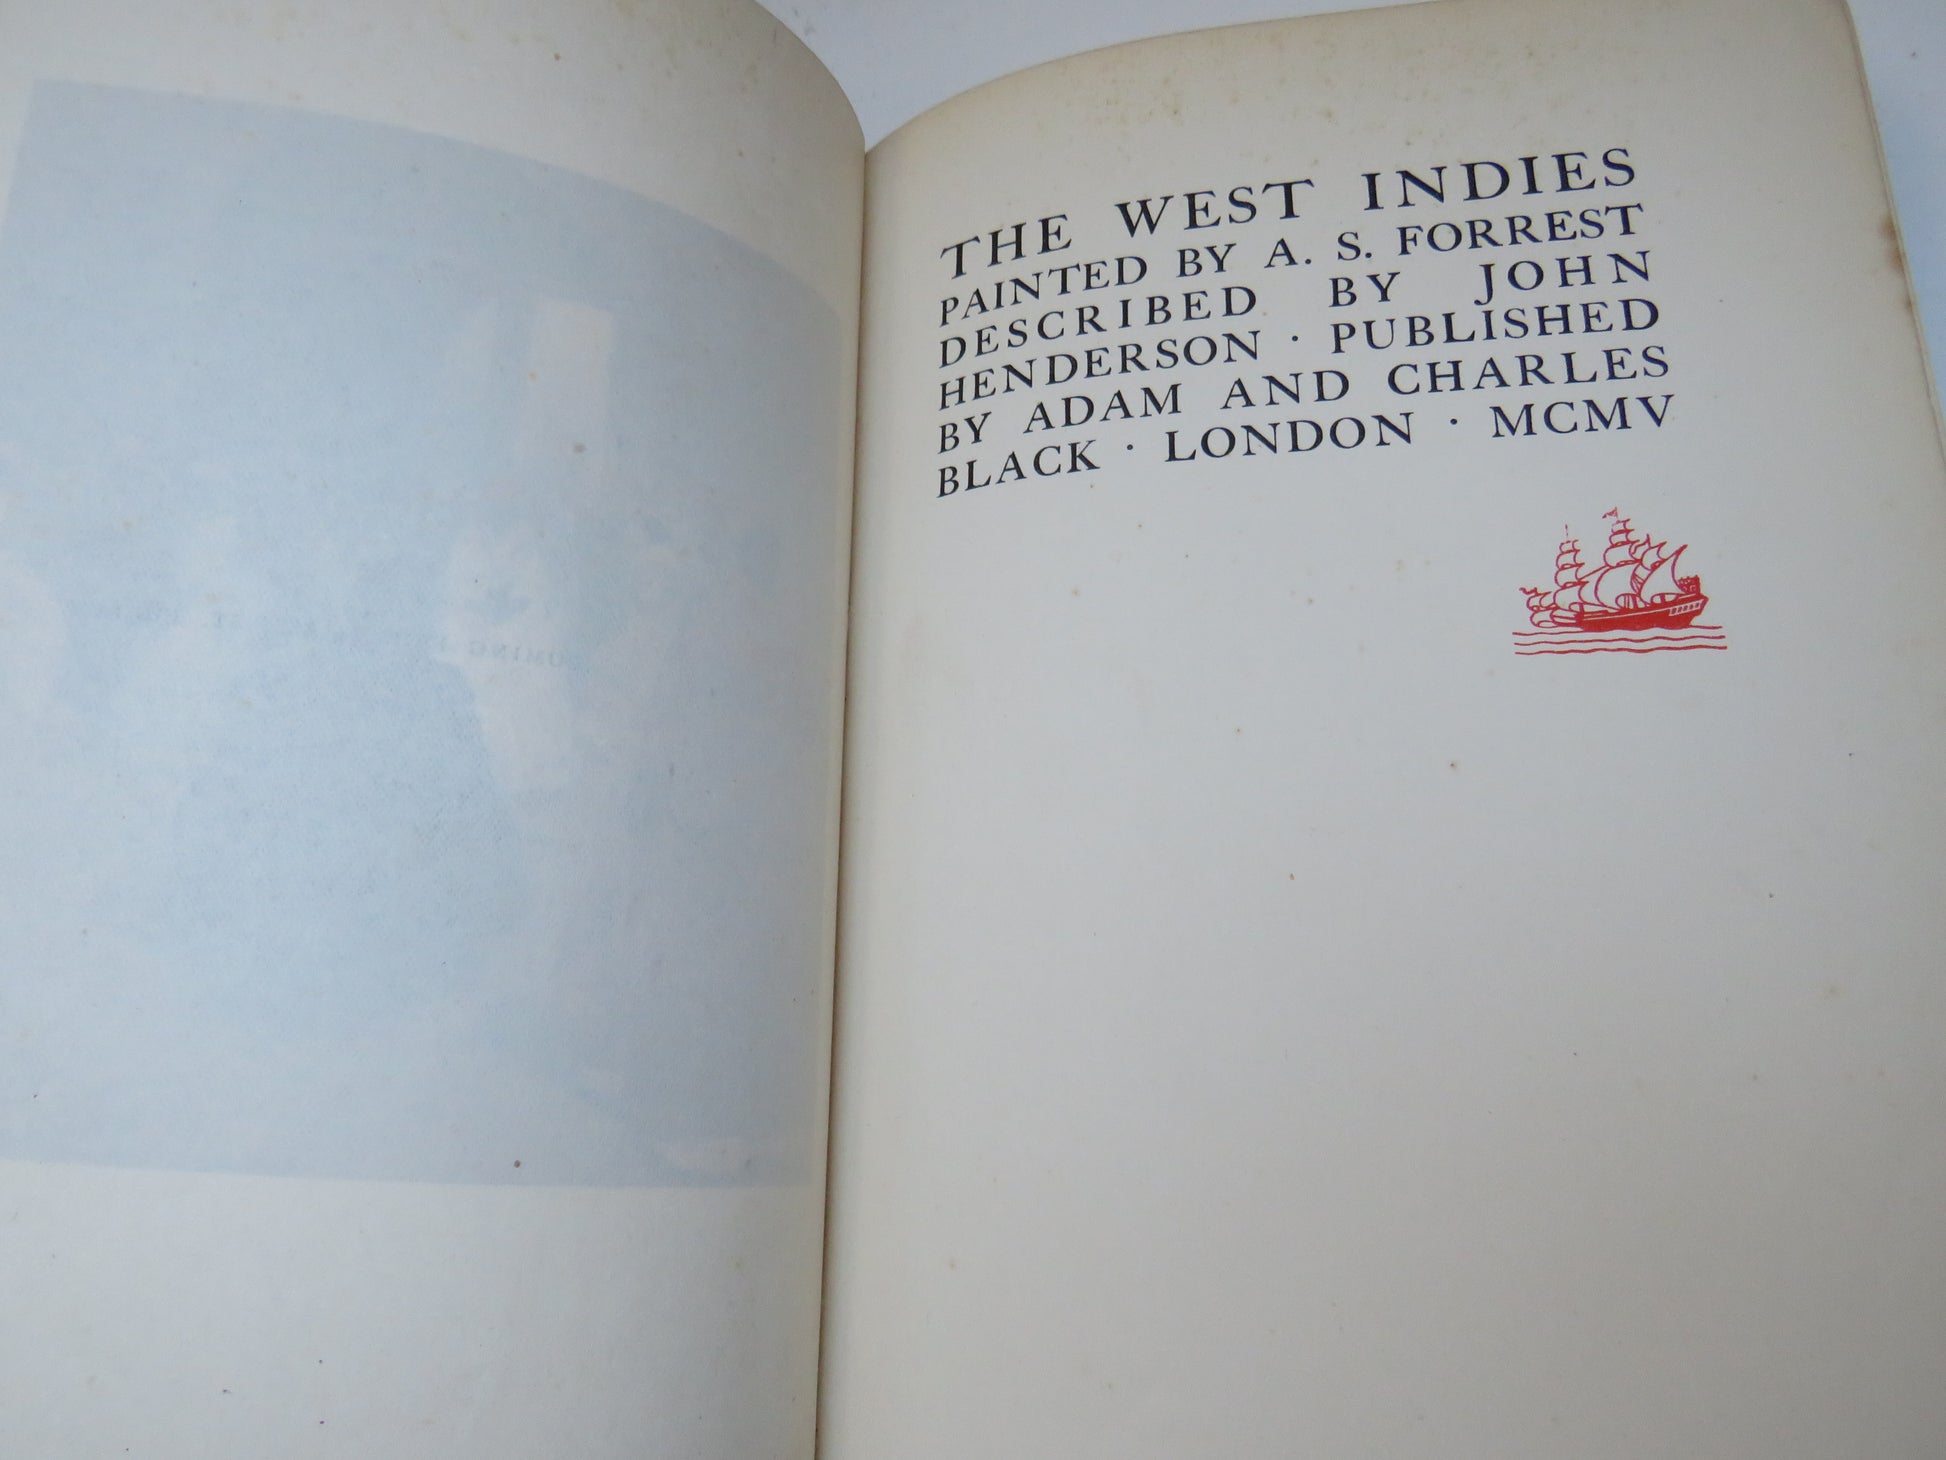 THE WEST INDIES
PAINTED BY A. S. FORREST
DESCRIBED BY JOHN
HENDERSON · PUBLISHED
BY ADAM AND CHARLES
BLACK · LONDON · MCMV